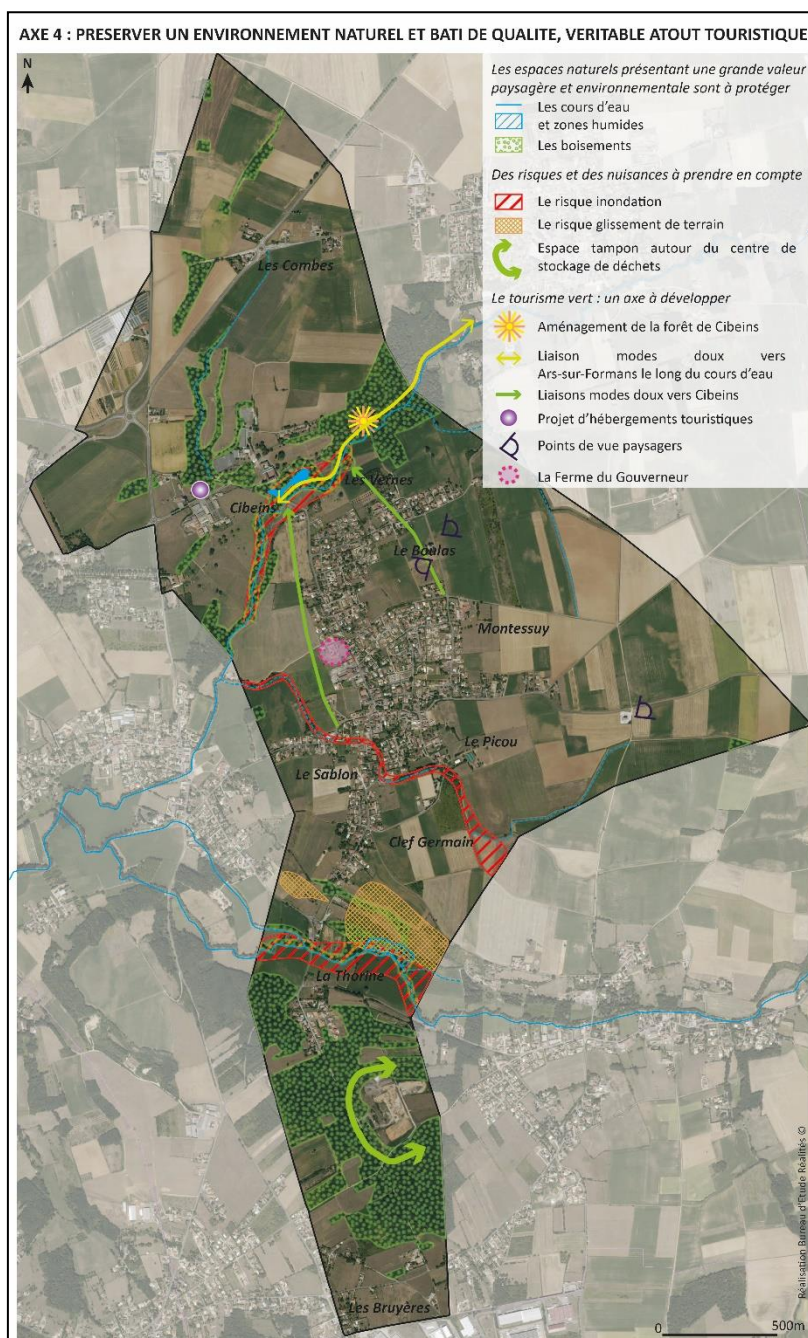 AXE 4 : PRESERVER UN ENVIRONNEMENT NATUREL ET BATI DE QUALITE, VERITABLE ATOUT TOURISTIQUE
N
Les espaces naturels présentant une grande valeur
paysagère et environnementale sont à protéger
Les cours d'eau
et zones humides
Les boisements
Des risques et des nuisances à prendre en compte
Le risque inondation
Le risque glissement de terrain
Espace tampon autour du centre de
stockage de déchets
Le tourisme vert : un axe à développer
Aménagement de la forêt de Cibeins
Liaison modes doux vers
Ars-sur-Formans le long du cours d'eau
Liaisons modes doux vers Cibeins
Projet d'hébergements touristiques
Points de vue paysagers
La Ferme du Gouverneur
Les Combes
Les Vernes
Cibeins
Le Boulas
Montessuy
Le Picou
Le Sablon
Clef Germain
La Thorine
Les Bruyères
Réalisation Bureau d'Etude Réalités ©
0 500m